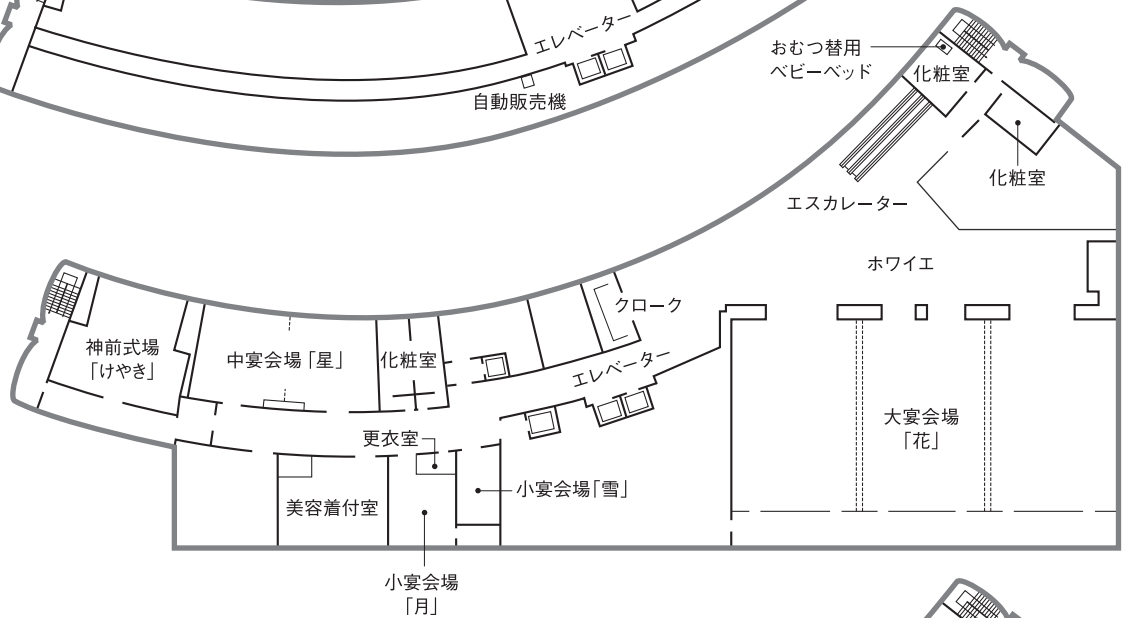 エレベーター
自動販売機
おむつ替用
ベビーベッド
化粧室
化粧室
エスカレーター
ホワイエ
クローク
神前式場
「けやき」
中宴会場「星」
化粧室
エレベーター
大宴会場
「花」
更衣室
小宴会場「雪」
美容着付室
小宴会場
「月」